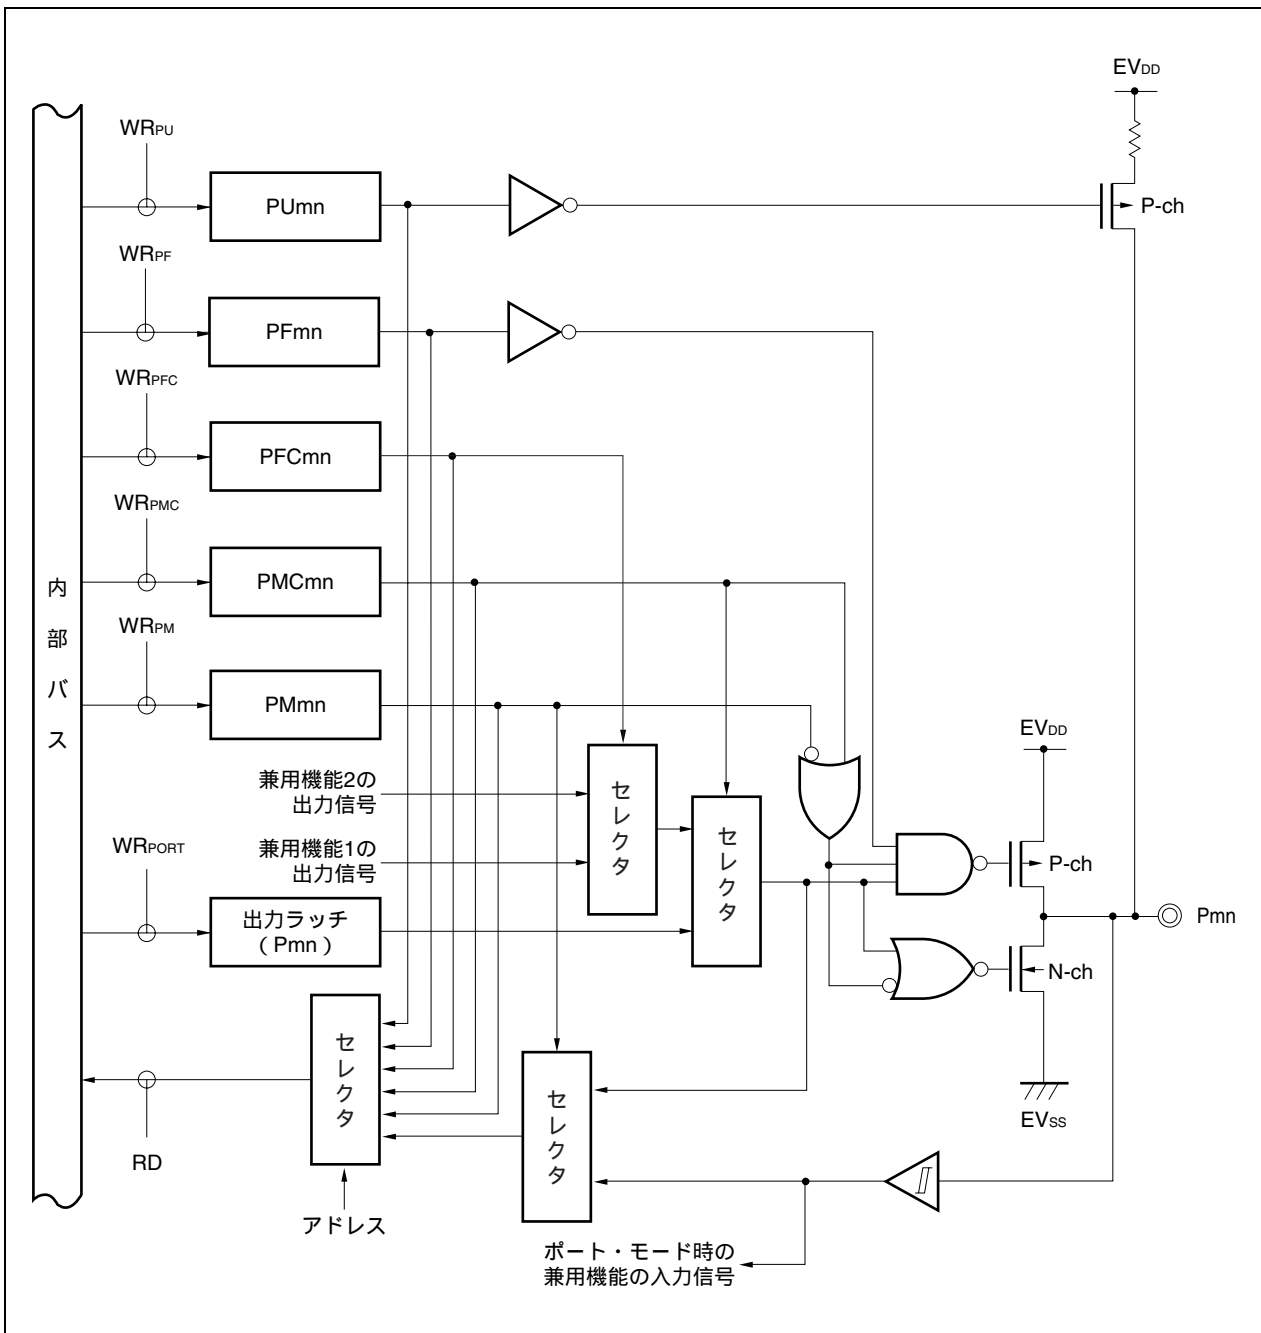 EVDD
WRPU
PUmn
P-ch
WRPF
PFmn
WRPFC
PFCmn
WRPMC
PMCmn
内部バス
WRPM
PMmn
EVDD
兼用機能2の
出力信号
セレクタ
セレクタ
兼用機能1の
出力信号
WRPORT
P-ch
出力ラッチ
（Pmn）
Pmn
N-ch
セレクタ
セレクタ
EVSS
RD
アドレス
ポート・モード時の
兼用機能の入力信号